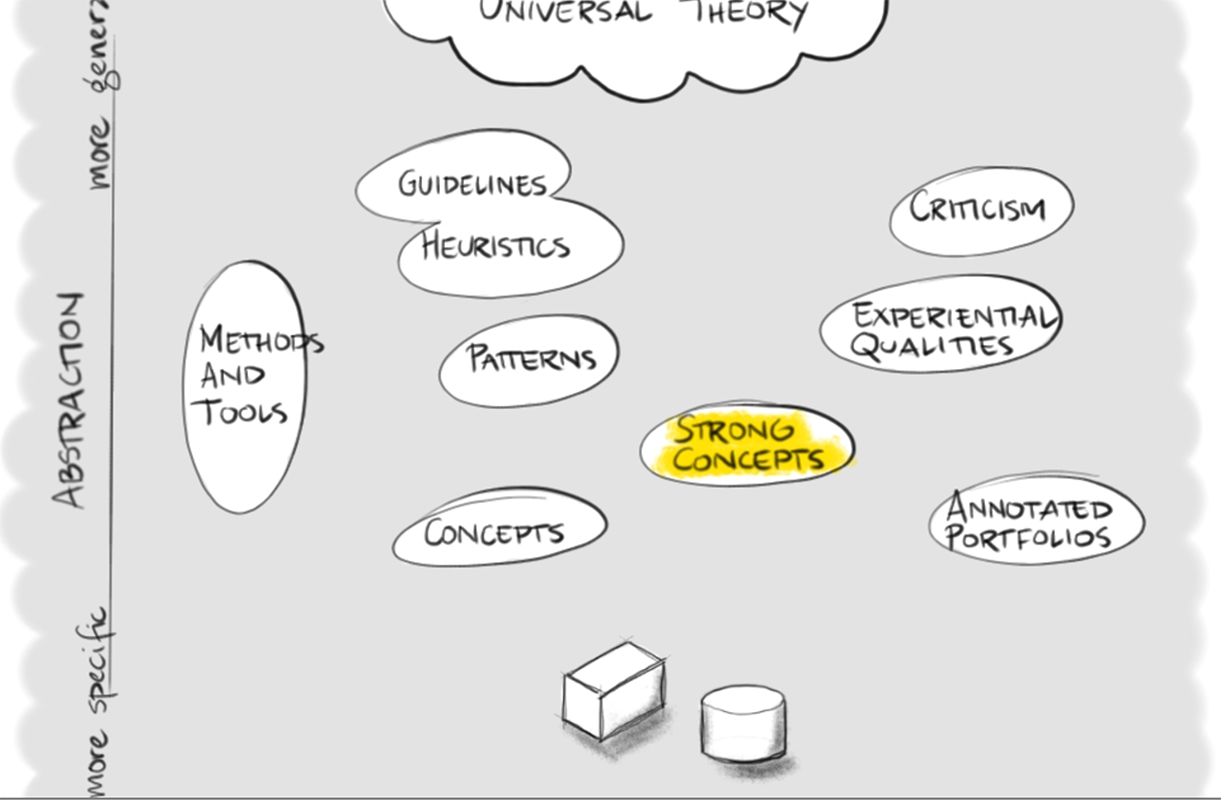 UNIVERSAL THEORY
more gener
GUIDELINES
CRITICISM
HEURISTICS
ABSTRACTION
METHODS
AND
TOOLS
PATTERNS
EXPERIENTIAL
QUALITIES
STRONG
CONCEPTS
CONCEPTS
ANNOTATED
PORTFOLIOS
more specific